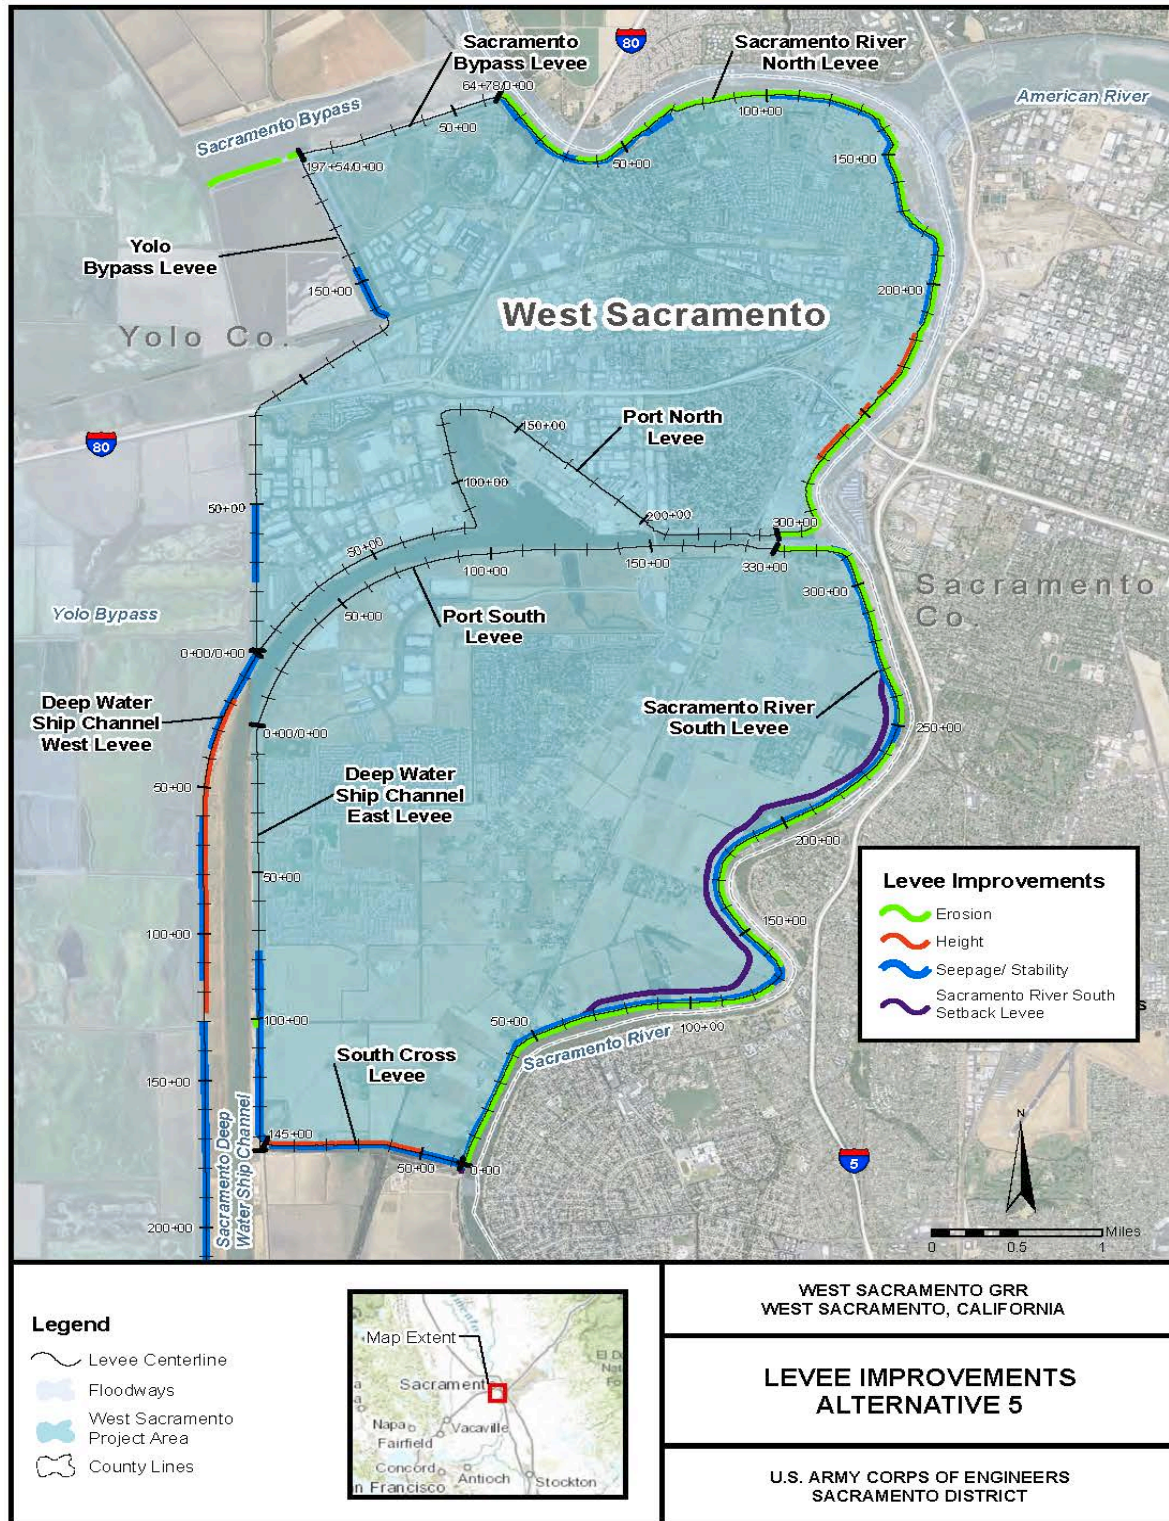 Sacramento
Bypass Levee
80
Sacramento River
North Levee
64+78/0+00
American River
Sacramento Bypass
50+00
100+00
50+00
150+00
197+54/0+00
Yolo
Bypass Levee
150+00
200+00
West Sacramento
Yolo Co.
Port North
Levee
150+00
80
100+00
50+00
200+00
300+00
50+00
100+00
150+00
330+00
Sacramento
Co.
300+00
Yolo Bypass
50+00
Port South
Levee
0+00/0+00
Deep Water
Ship Channel
West Levee
Sacramento River
South Levee
250+00
0+00/0+00
Deep Water
Ship Channel
East Levee
50+00
200+00
50+00
150+00
100+00
100+00
50+00
100+00
Sacramento River
South Cross
Levee
150+00
145+00
50+00
0+00
Sacramento Deep
Water Ship Channel
200+00
Levee Improvements
Erosion
Height
Seepage/ Stability
Sacramento River South
Setback Levee
s
5
N
0
0.5
1
Miles
Legend
Levee Centerline
Floodways
West Sacramento
Project Area
County Lines
Map Extent
Sacrament
El D
Na
Fo
a
a
Napa
Vacaville
Fairfield
Concord
Antioch
Stockton
n Francisco
WEST SACRAMENTO GRR
WEST SACRAMENTO, CALIFORNIA
LEVEE IMPROVEMENTS
ALTERNATIVE 5
U.S. ARMY CORPS OF ENGINEERS
SACRAMENTO DISTRICT